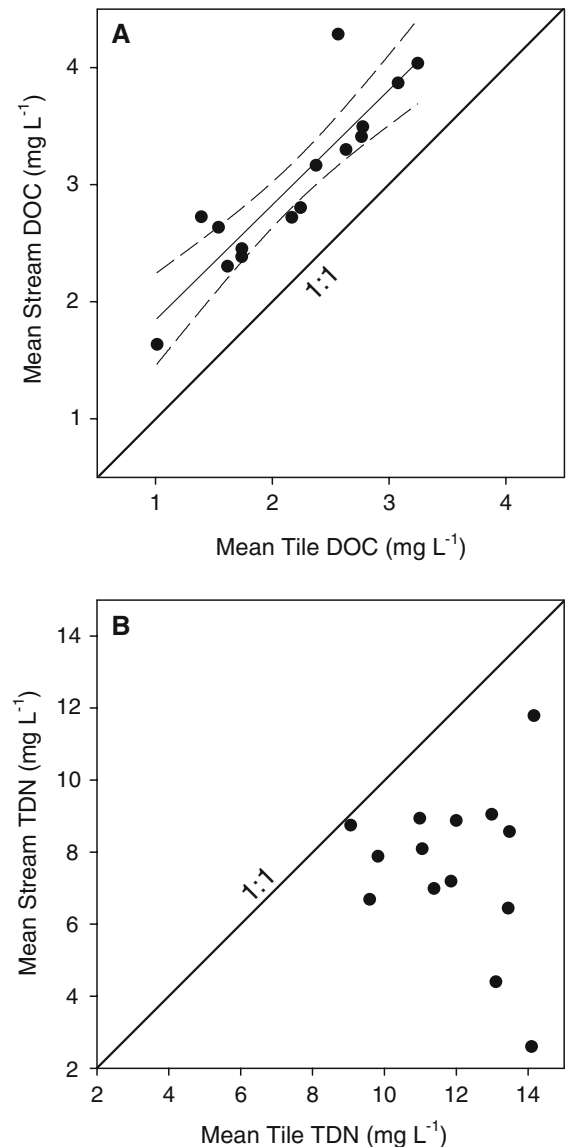 A
4
3
2
1
Mean Stream DOC (mg L⁻¹)
1:1
1 2 3 4
Mean Tile DOC (mg L⁻¹)
B
14
12
10
8
6
4
2
Mean Stream TDN (mg L⁻¹)
1:1
2 4 6 8 10 12 14
Mean Tile TDN (mg L⁻¹)